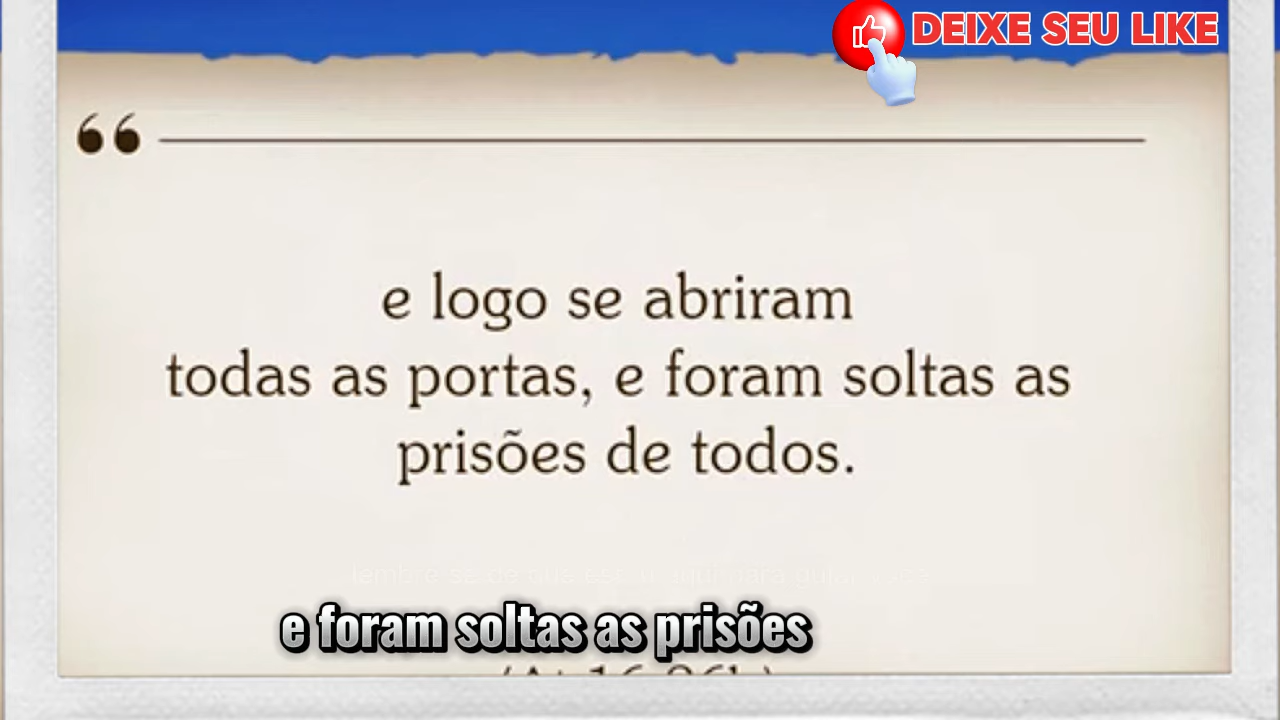 DEIXE SEU LIKE
e logo se abriram
todas as portas, e foram soltas as
prisões de todos.
e foram soltas as prisões